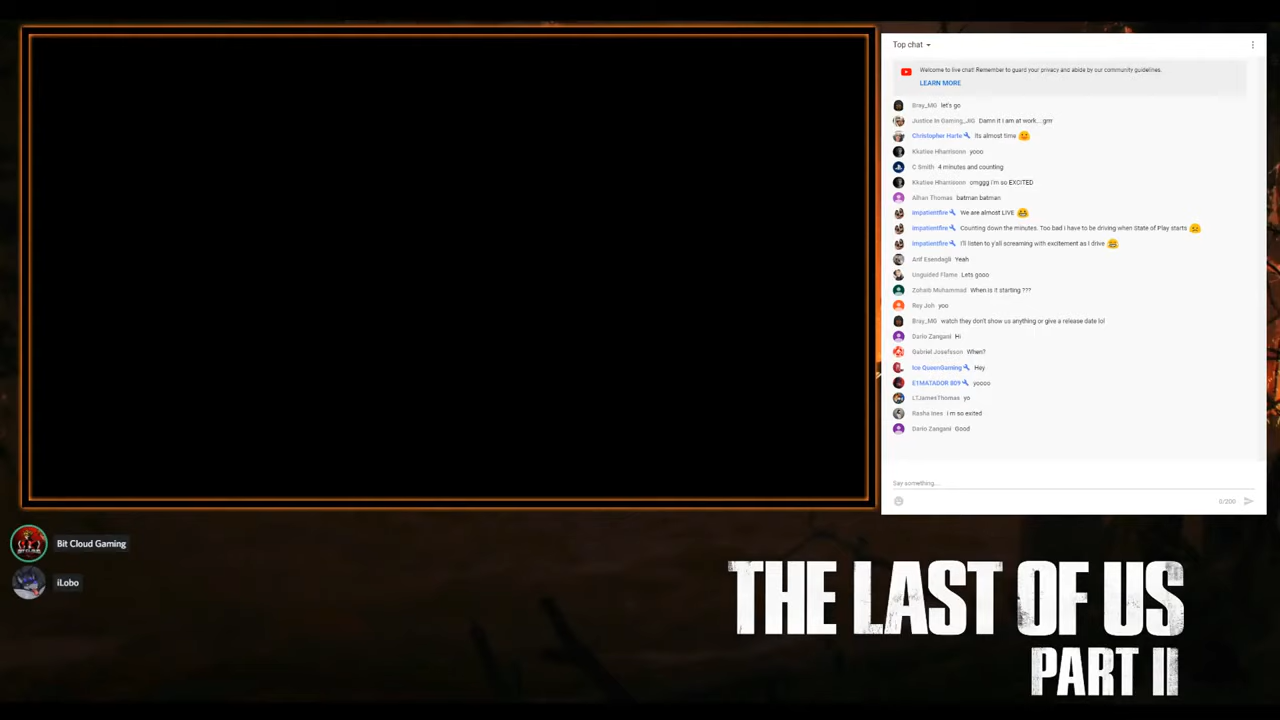 Top chat
Welcome to live chat! Remember to guard your privacy and abide by our community guidelines.
LEARN MORE
Bray_MG let's go
Justice In Gaming_JIG Damn it I am at work....grrr
Christopher Harte Its almost time
Kkatiee Hharrisonn yooo
C Smith 4 minutes and counting
Kkatiee Hharrisonn omggg i'm so EXCITED
Alhan Thomas batman batman
impatientfire We are almost LIVE
impatientfire Counting down the minutes. Too bad I have to be driving when State of Play starts
impatientfire I'll listen to y'all screaming with excitement as I drive
Arif Esendagli Yeah
Unguided Flame Lets gooo
Zohaib Muhammad When is it starting ???
Rey Joh yoo
Bray_MG watch they don't show us anything or give a release date lol
Dario Zangani Hi
Gabriel Josefsson When?
Ice QueenGaming Hey
E1MATADOR 809 yoooo
LTJamesThomas yo
Rasha Ines i m so exited
Dario Zangani Good
Say something...
0/200
Bit Cloud Gaming
iLobo
THE LAST OF US
PART II